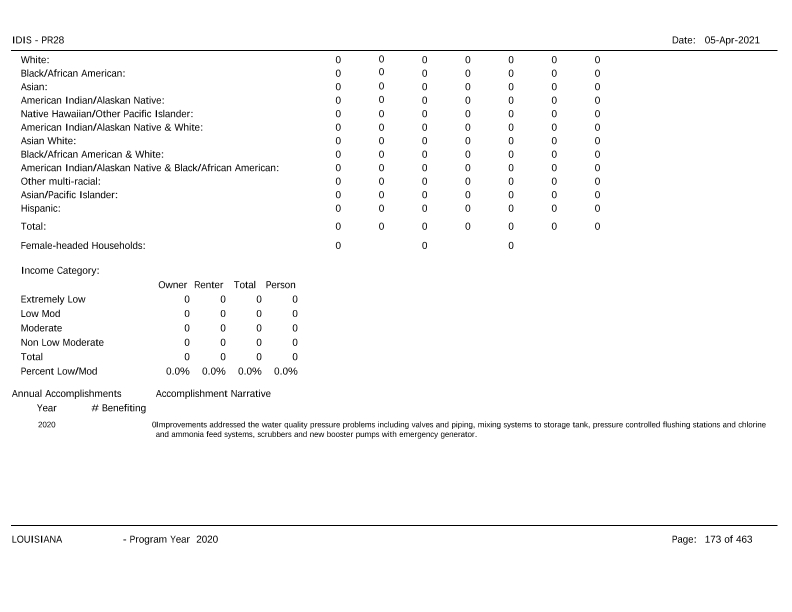 IDIS - PR28 Date: 05-Apr-2021
White: 0 0 0 0 0 0 0
Black/African American: 0 0 0 0 0 0 0
Asian: 0 0 0 0 0 0 0
American Indian/Alaskan Native: 0 0 0 0 0 0 0
Native Hawaiian/Other Pacific Islander: 0 0 0 0 0 0 0
American Indian/Alaskan Native & White: 0 0 0 0 0 0 0
Asian White: 0 0 0 0 0 0 0
Black/African American & White: 0 0 0 0 0 0 0
American Indian/Alaskan Native & Black/African American: 0 0 0 0 0 0 0
Other multi-racial: 0 0 0 0 0 0 0
Asian/Pacific Islander: 0 0 0 0 0 0 0
Hispanic: 0 0 0 0 0 0 0
Total: 0 0 0 0 0 0 0
Female-headed Households: 0 0 0
Income Category:
Owner Renter Total Person
Extremely Low 0 0 0 0
Low Mod 0 0 0 0
Moderate 0 0 0 0
Non Low Moderate 0 0 0 0
Total 0 0 0 0
Percent Low/Mod 0.0% 0.0% 0.0% 0.0%
Annual Accomplishments Accomplishment Narrative
Year # Benefiting
2020 0Improvements addressed the water quality pressure problems including valves and piping, mixing systems to storage tank, pressure controlled flushing stations and chlorine
and ammonia feed systems, scrubbers and new booster pumps with emergency generator.
LOUISIANA - Program Year 2020 Page: 173 of 463